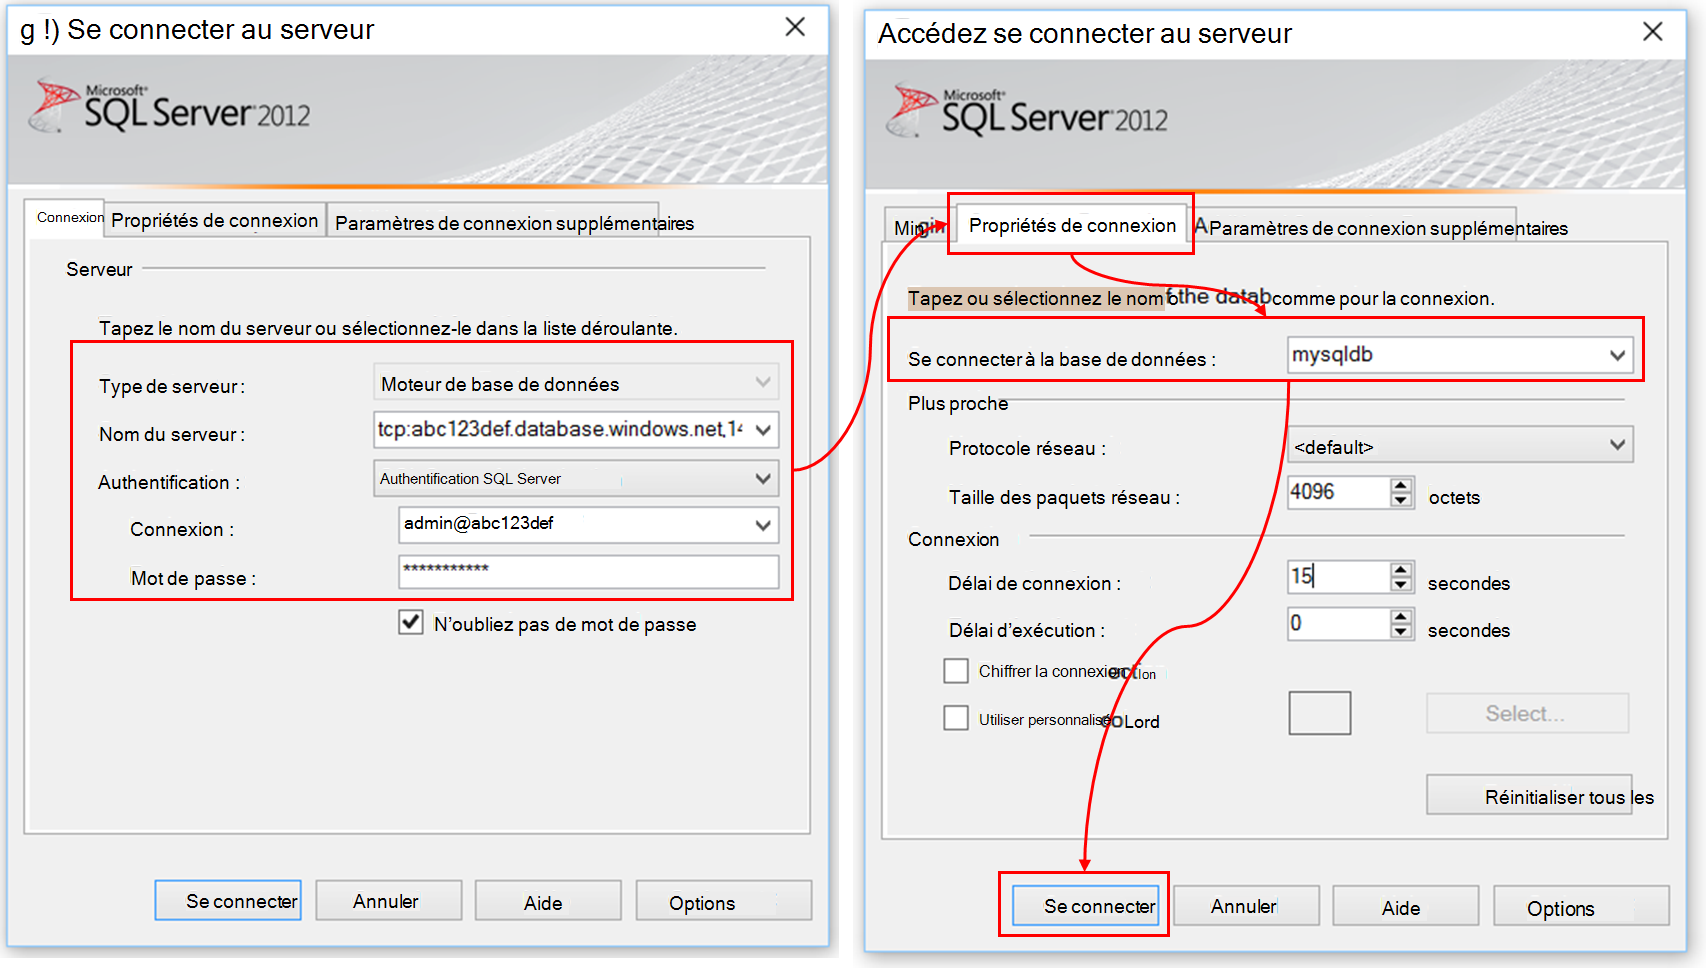 g !) Se connecter au serveur
Microsoft®
SQL Server® 2012
Connexion
Propriétés de connexion
Paramètres de connexion supplémentaires
Serveur
Tapez le nom du serveur ou sélectionnez-le dans la liste déroulante.
Type de serveur :
Moteur de base de données
Nom du serveur :
tcp:abc123def.database.windows.net,14
Authentification :
Authentification SQL Server
Connexion :
admin@abc123def
Mot de passe :
***********
N'oubliez pas de mot de passe
Se connecter
Annuler
Aide
Options
Accédez se connecter au serveur
Microsoft®
SQL Server® 2012
Propriétés de connexion
Paramètres de connexion supplémentaires
Tapez ou sélectionnez le nom of the datab comme pour la connexion.
Se connecter à la base de données :
mysqldb
Plus proche
Protocole réseau :
<default>
Taille des paquets réseau :
4096
octets
Connexion
Délai de connexion :
15
secondes
Délai d'exécution :
0
secondes
Chiffrer la connexion
Utiliser personnalisé
Select...
Réinitialiser tous les
Se connecter
Annuler
Aide
Options